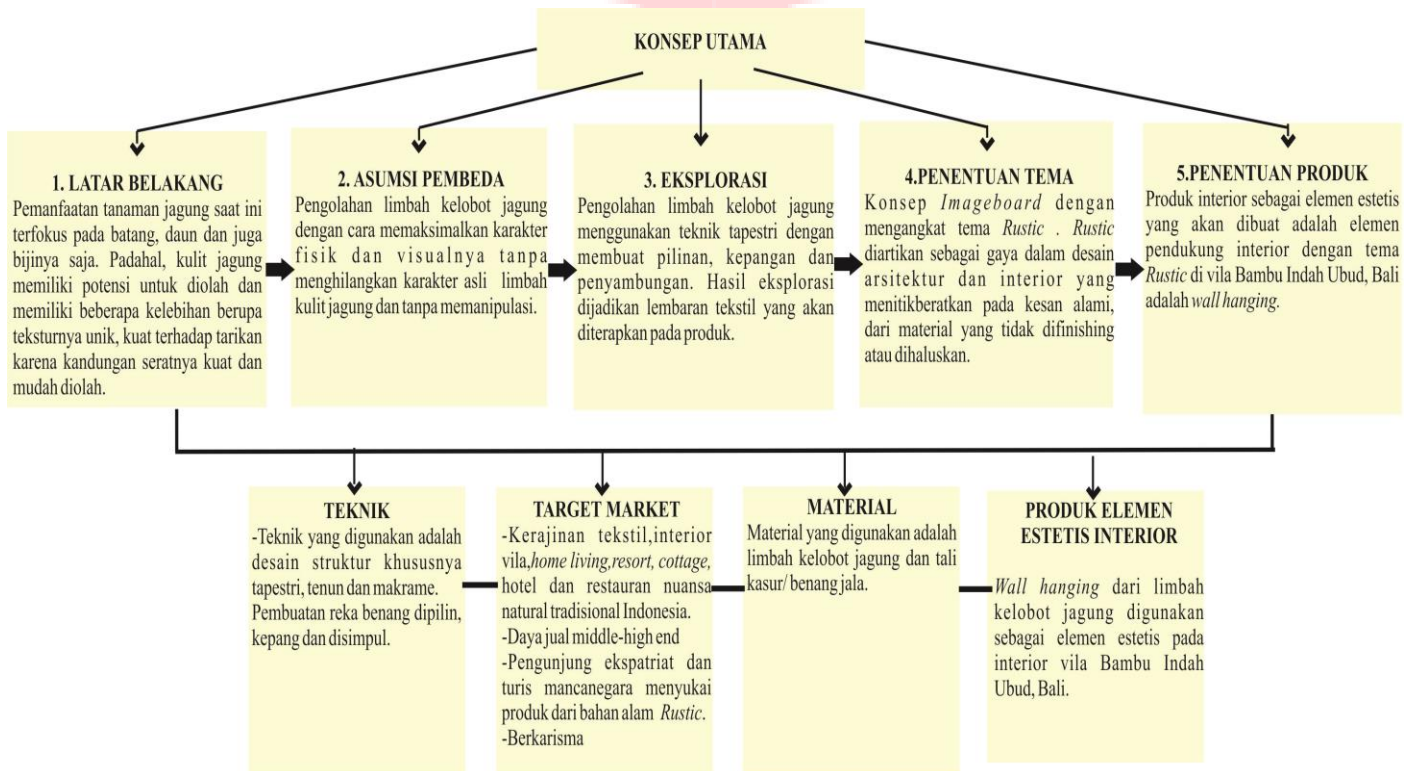 KONSEP UTAMA
1. LATAR BELAKANG
Pemanfaatan tanaman jagung saat ini
terfokus pada batang, daun dan juga
bijinya saja. Padahal, kulit jagung
memiliki potensi untuk diolah dan
memiliki beberapa kelebihan berupa
teksturnya unik, kuat terhadap tarikan
karena kandungan seratnya kuat dan
mudah diolah.
2. ASUMSI PEMBEDA
Pengolahan limbah kelobot jagung
dengan cara memaksimalkan karakter
fisik dan visualnya tanpa
menghilangkan karakter asli limbah
kulit jagung dan tanpa memanipulasi.
3. EKSPLORASI
Pengolahan limbah kelobot jagung
menggunakan teknik tapestri dengan
membuat pilinan, kepangan dan
penyambungan. Hasil eksplorasi
dijadikan lembaran tekstil yang akan
diterapkan pada produk.
4.PENENTUAN TEMA
Konsep Imageboard dengan
mengangkat tema Rustic . Rustic
diartikan sebagai gaya dalam desain
arsitektur dan interior yang
menitikberatkan pada kesan alami,
dari material yang tidak difinishing
atau dihaluskan.
5.PENENTUAN PRODUK
Produk interior sebagai elemen estetis
yang akan dibuat adalah elemen
pendukung interior dengan tema
Rustic di vila Bambu Indah Ubud, Bali
adalah wall hanging.
TEKNIK
-Teknik yang digunakan adalah
desain struktur khususnya
tapestri, tenun dan makrame.
Pembuatan reka benang dipilin,
kepang dan disimpul.
TARGET MARKET
-Kerajinan tekstil,interior
vila,home living,resort, cottage,
hotel dan restauran nuansa
natural tradisional Indonesia.
-Daya jual middle-high end
-Pengunjung ekspatriat dan
turis mancanegara menyukai
produk dari bahan alam Rustic.
-Berkarisma
MATERIAL
Material yang digunakan adalah
limbah kelobot jagung dan tali
kasur/ benang jala.
PRODUK ELEMEN
ESTETIS INTERIOR
Wall hanging dari limbah
kelobot jagung digunakan
sebagai elemen estetis pada
interior vila Bambu Indah
Ubud, Bali.